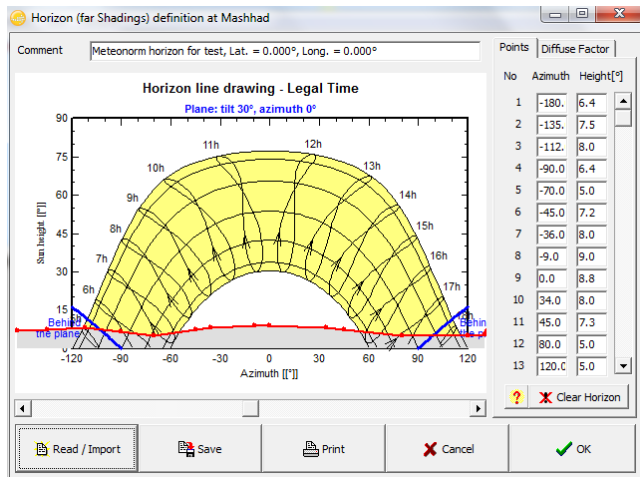 Horizon (far Shadings) definition at Mashhad
Comment
Meteonorm horizon for test, Lat. = 0.000°, Long. = 0.000°
Horizon line drawing - Legal Time
Plane: tilt 30°, azimuth 0°
90
75
60
45
30
15
0
Sun height [[°]]
6h
7h
8h
9h
10h
11h
12h
13h
14h
15h
16h
17h
Behind
the plane
Behin
the p
-120
-90
-60
-30
0
30
60
90
120
Azimuth [[°]]
Points
Diffuse Factor
No Azimuth Height[°]
1 -180. 6.4
2 -135. 7.5
3 -112. 8.0
4 -90.0 6.4
5 -70.0 5.0
6 -45.0 7.2
7 -36.0 8.0
8 -9.0 9.0
9 0.0 8.8
10 34.0 8.0
11 45.0 7.3
12 80.0 5.0
13 120.0 5.0
? Clear Horizon
Read / Import
Save
Print
Cancel
OK